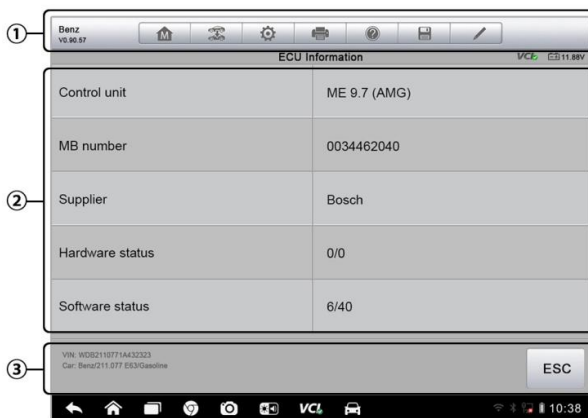 ①
Benz
V0.90.57
ECU Information
VCI 11.88V
②
Control unit ME 9.7 (AMG)
MB number 0034462040
Supplier Bosch
Hardware status 0/0
Software status 6/40
③
VIN: WDB2110771A432323
Car: Benz/211.077 E63/Gasoline
ESC
VCI 10:38